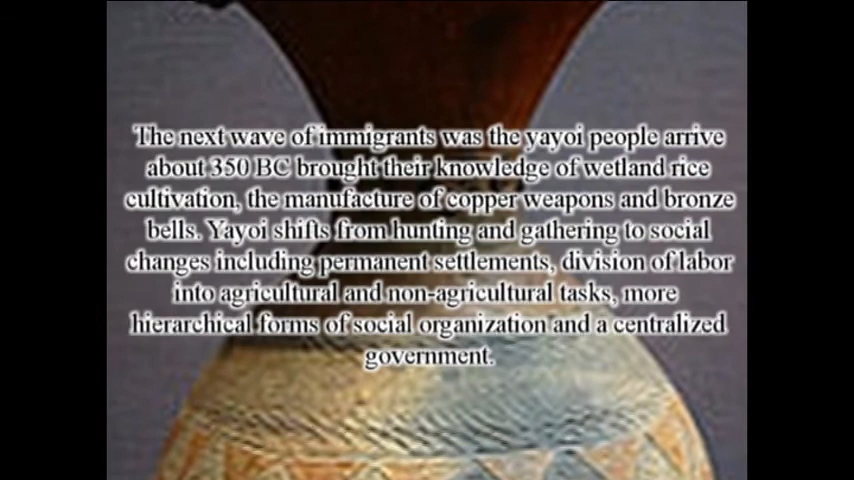 The next wave of immigrants was the yayoi people arrive
about 350 BC brought their knowledge of wetland rice
cultivation, the manufacture of copper weapons and bronze
bells. Yayoi shifts from hunting and gathering to social
changes including permanent settlements, division of labor
into agricultural and non-agricultural tasks, more
hierarchical forms of social organization and a centralized
government.